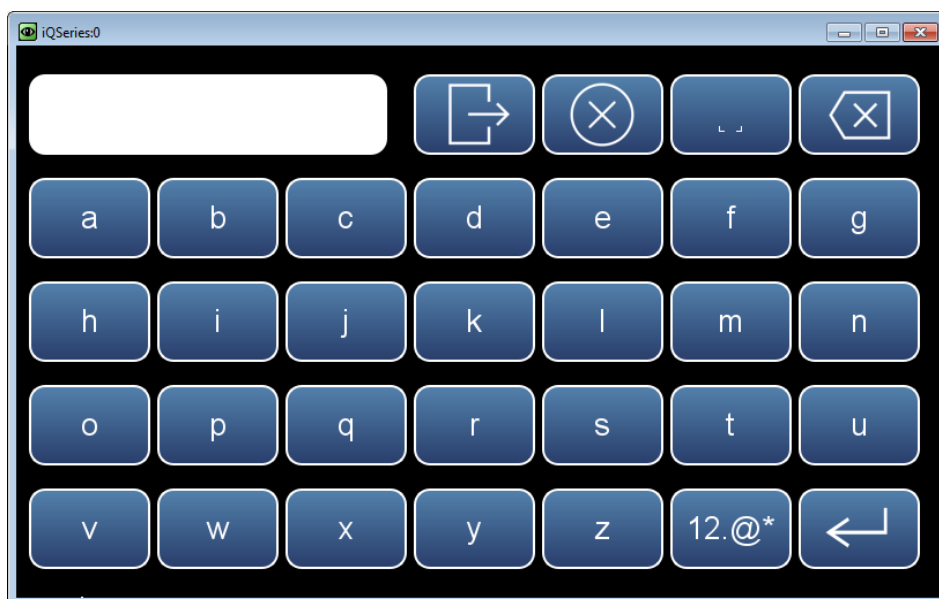 iQSeries:0
a b c d e f g
h i j k l m n
o p q r s t u
v w x y z 12.@*